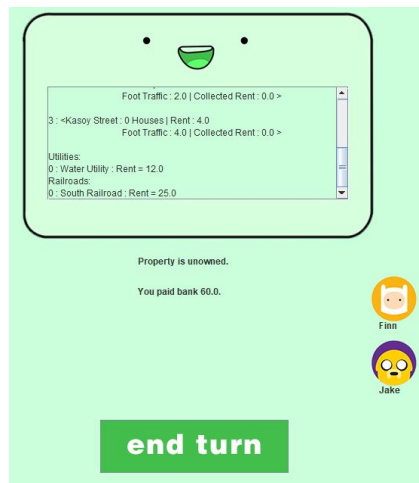 Foot Traffic : 2.0 | Collected Rent : 0.0 >
3 : <Kasoy Street : 0 Houses | Rent : 4.0
Foot Traffic : 4.0 | Collected Rent : 0.0 >
Utilities:
0 : Water Utility : Rent = 12.0
Railroads:
0 : South Railroad : Rent = 25.0
Property is unowned.
You paid bank 60.0.
Finn
Jake
end turn